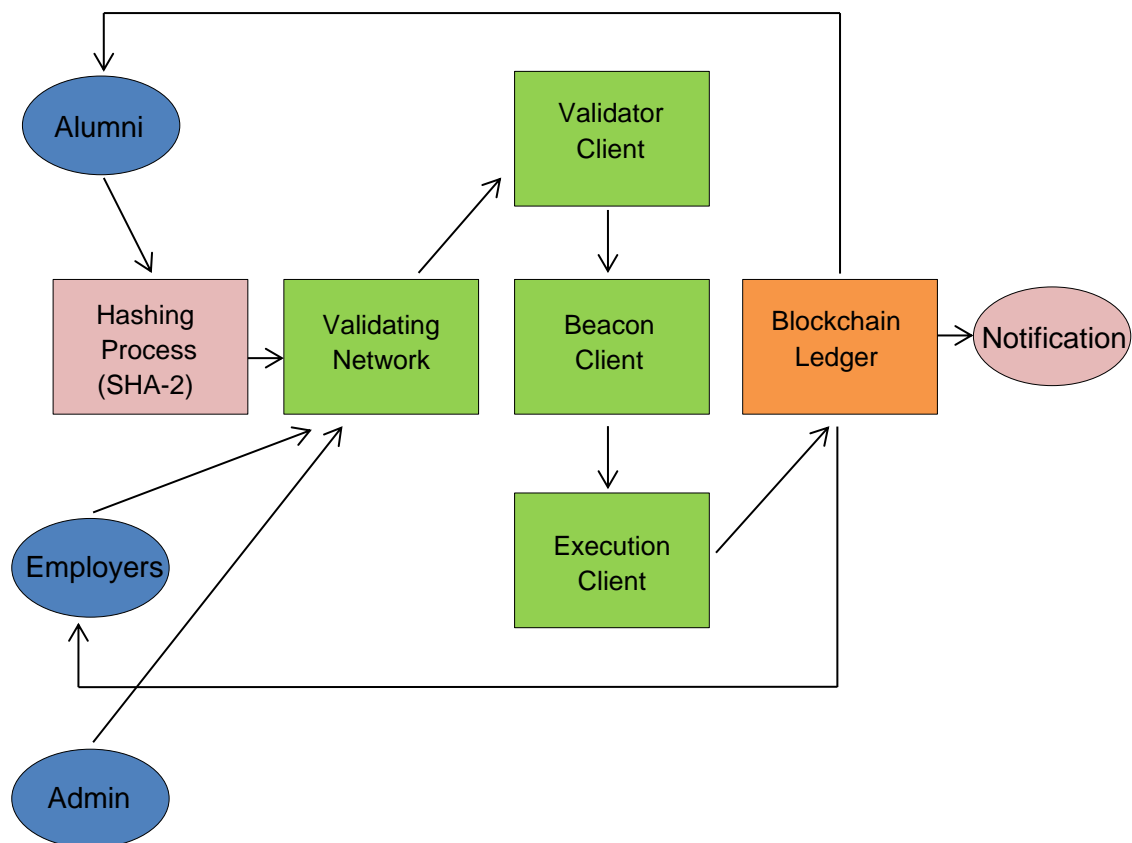 Alumni
Validator
Client
Hashing
Process
(SHA-2)
Validating
Network
Beacon
Client
Blockchain
Ledger
Notification
Employers
Execution
Client
Admin